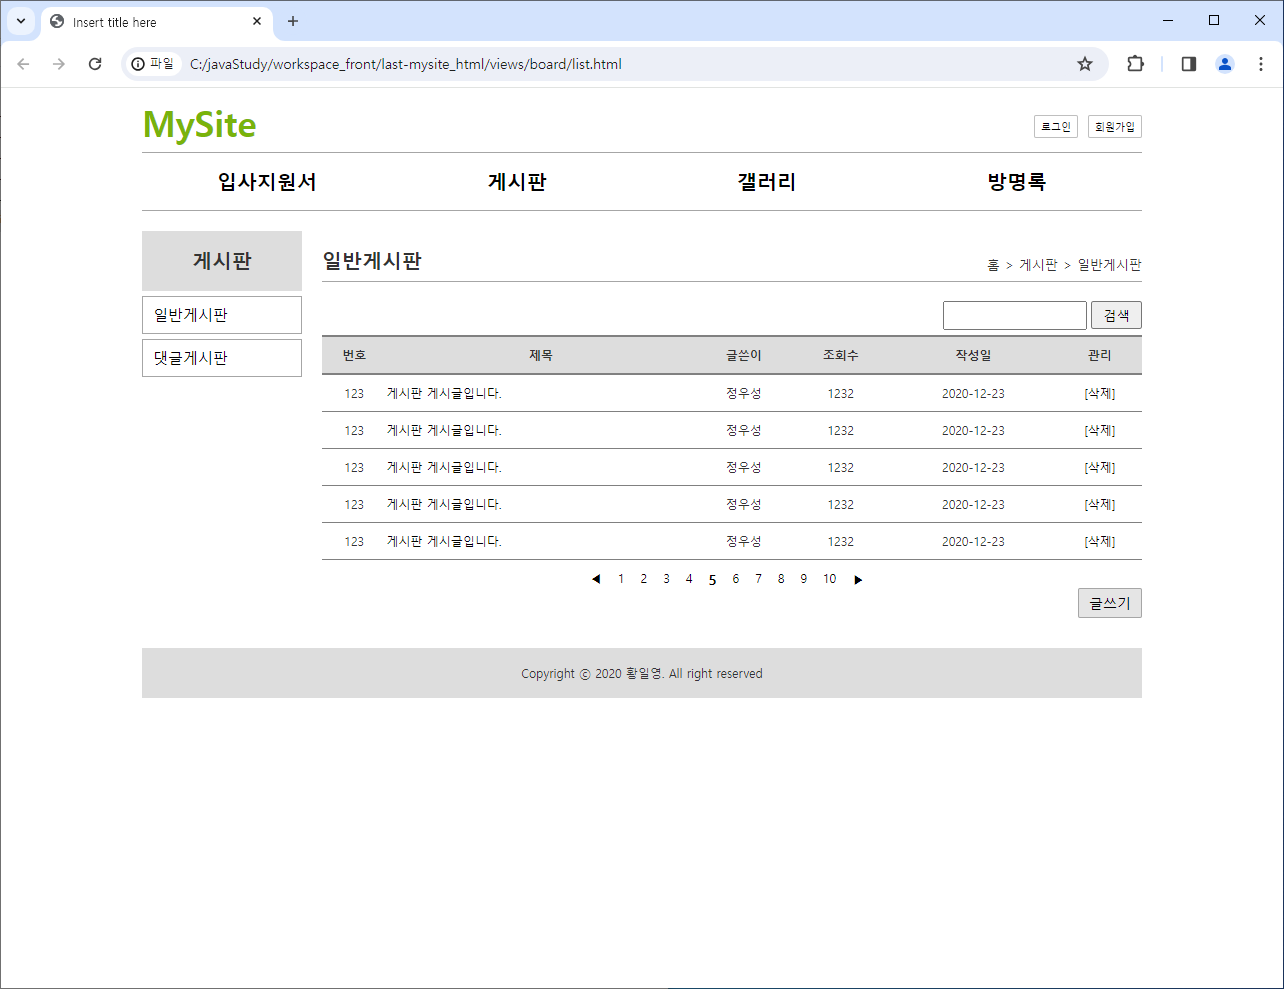 Insert title here
파일 C:/javaStudy/workspace_front/last-mysite_html/views/board/list.html
MySite
로그인 회원가입
입사지원서 게시판 갤러리 방명록
게시판
일반게시판
댓글게시판
일반게시판
홈 > 게시판 > 일반게시판
검색
번호 제목 글쓴이 조회수 작성일 관리
123 게시판 게시글입니다. 정우성 1232 2020-12-23 [삭제]
123 게시판 게시글입니다. 정우성 1232 2020-12-23 [삭제]
123 게시판 게시글입니다. 정우성 1232 2020-12-23 [삭제]
123 게시판 게시글입니다. 정우성 1232 2020-12-23 [삭제]
123 게시판 게시글입니다. 정우성 1232 2020-12-23 [삭제]
◀ 1 2 3 4 5 6 7 8 9 10 ▶
글쓰기
Copyright ⓒ 2020 황일영. All right reserved